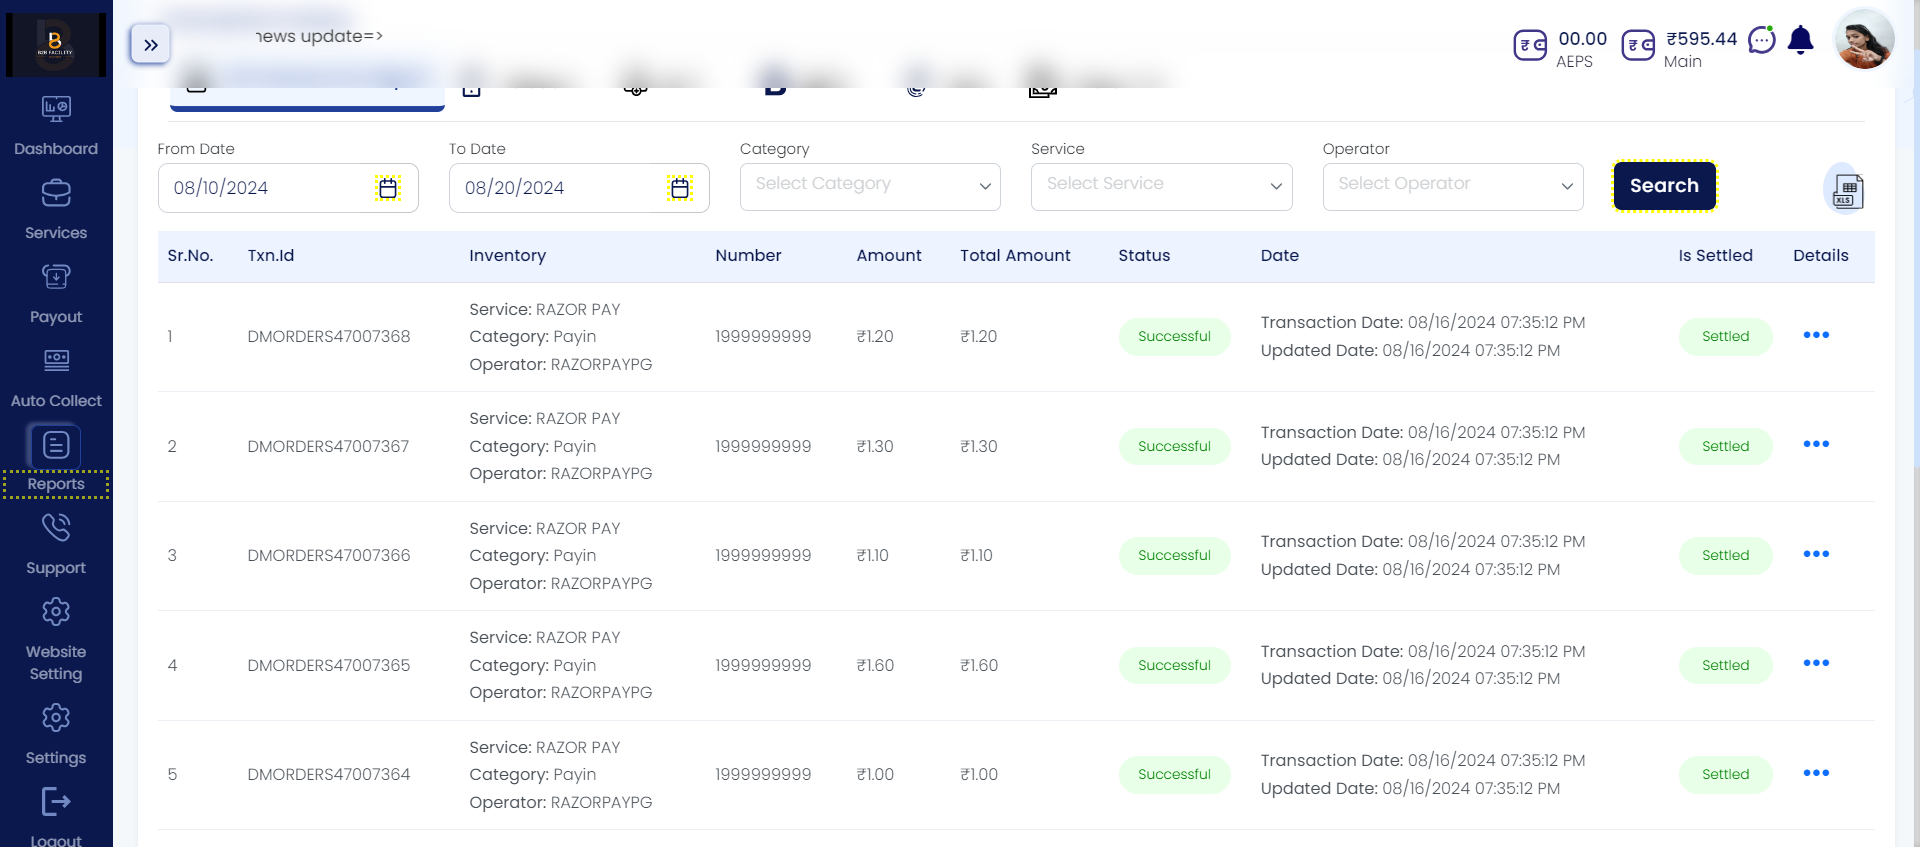 B2B FACILITY
news update=>
00.00
AEPS
₹595.44
Main
Dashboard
Services
Payout
Auto Collect
Reports
Support
Website
Setting
Settings
Logout
From Date
To Date
Category
Service
Operator
08/10/2024
08/20/2024
Select Category
Select Service
Select Operator
Search
XLS
Sr.No. Txn.Id Inventory Number Amount Total Amount Status Date Is Settled Details
Service: RAZOR PAY
1 DMORDERS47007368 Category: Payin 1999999999 ₹1.20 ₹1.20 Successful Transaction Date: 08/16/2024 07:35:12 PM Settled
Operator: RAZORPAYPG Updated Date: 08/16/2024 07:35:12 PM
Service: RAZOR PAY
2 DMORDERS47007367 Category: Payin 1999999999 ₹1.30 ₹1.30 Successful Transaction Date: 08/16/2024 07:35:12 PM Settled
Operator: RAZORPAYPG Updated Date: 08/16/2024 07:35:12 PM
Service: RAZOR PAY
3 DMORDERS47007366 Category: Payin 1999999999 ₹1.10 ₹1.10 Successful Transaction Date: 08/16/2024 07:35:12 PM Settled
Operator: RAZORPAYPG Updated Date: 08/16/2024 07:35:12 PM
Service: RAZOR PAY
4 DMORDERS47007365 Category: Payin 1999999999 ₹1.60 ₹1.60 Successful Transaction Date: 08/16/2024 07:35:12 PM Settled
Operator: RAZORPAYPG Updated Date: 08/16/2024 07:35:12 PM
Service: RAZOR PAY
5 DMORDERS47007364 Category: Payin 1999999999 ₹1.00 ₹1.00 Successful Transaction Date: 08/16/2024 07:35:12 PM Settled
Operator: RAZORPAYPG Updated Date: 08/16/2024 07:35:12 PM